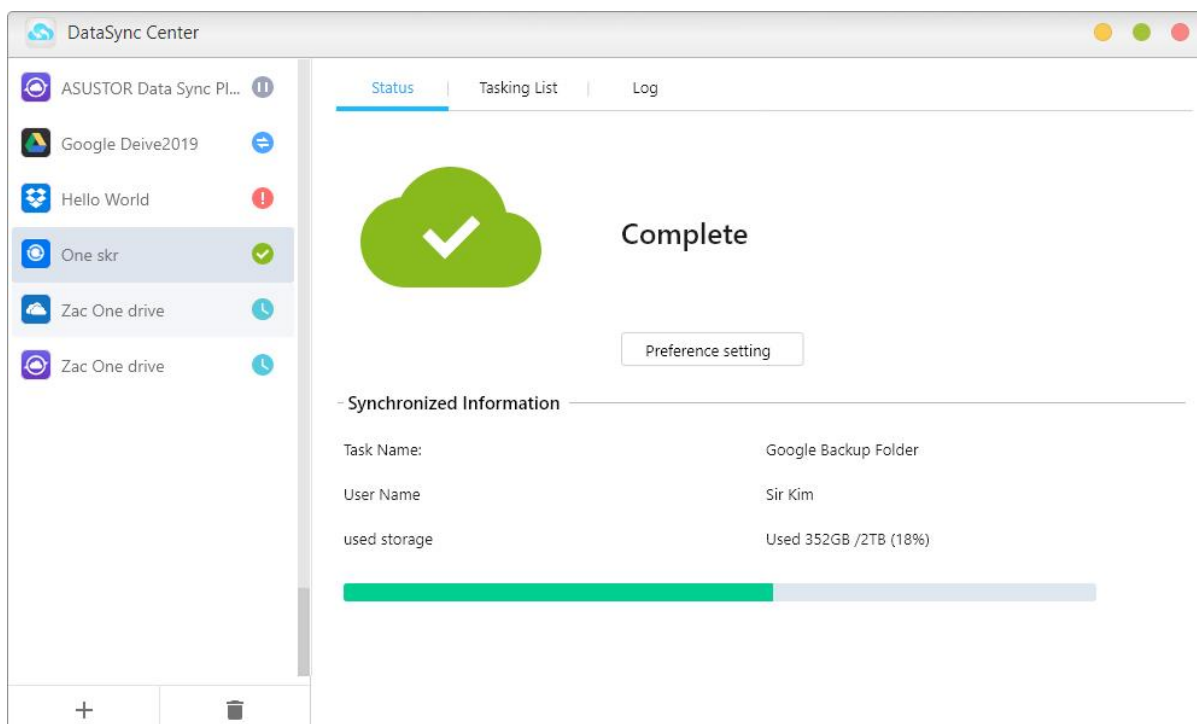 DataSync Center
ASUSTOR Data Sync Pl...
Google Deive2019
Hello World
One skr
Zac One drive
Zac One drive
Status
Tasking List
Log
Complete
Preference setting
Synchronized Information
Task Name: Google Backup Folder
User Name Sir Kim
used storage Used 352GB /2TB (18%)